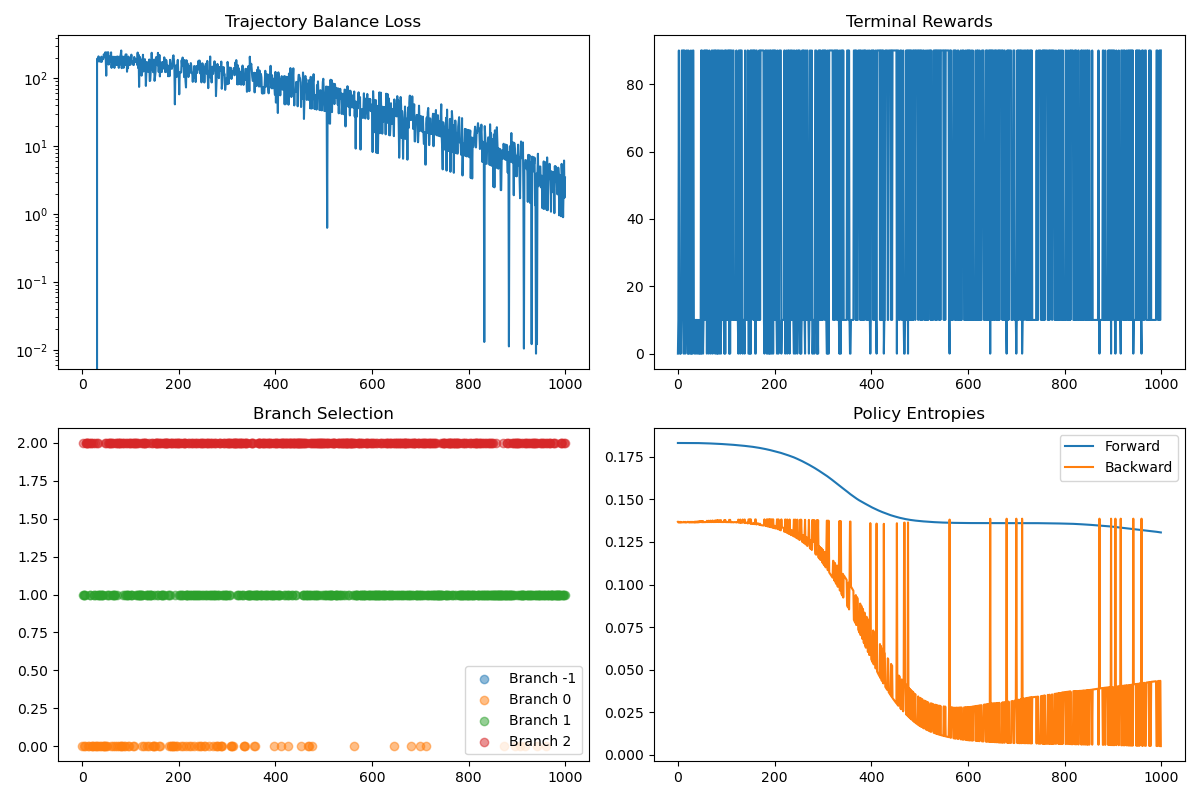 Trajectory Balance Loss
10²
10¹
10⁰
10⁻¹
10⁻²
0 200 400 600 800 1000
Terminal Rewards
80
60
40
20
0
0 200 400 600 800 1000
Branch Selection
2.00
1.75
1.50
1.25
1.00
0.75
0.50
0.25
0.00
Branch -1
Branch 0
Branch 1
Branch 2
0 200 400 600 800 1000
Policy Entropies
Forward
Backward
0.175
0.150
0.125
0.100
0.075
0.050
0.025
0.000
0 200 400 600 800 1000